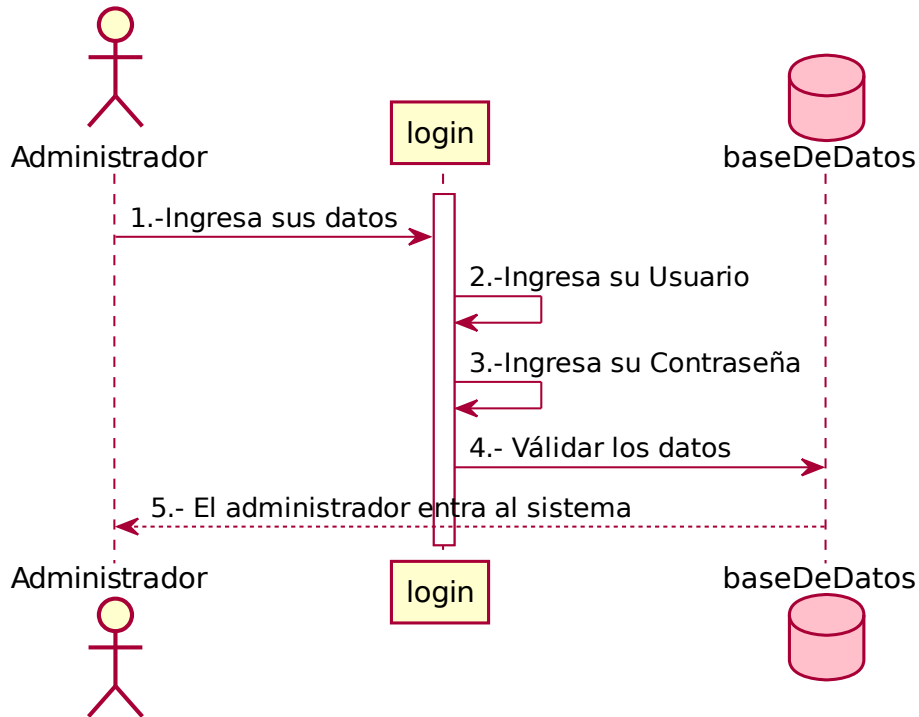 Administrador
login
baseDeDatos
1.-Ingresa sus datos
2.-Ingresa su Usuario
3.-Ingresa su Contraseña
4.- Válidar los datos
5.- El administrador entra al sistema
Administrador
login
baseDeDatos